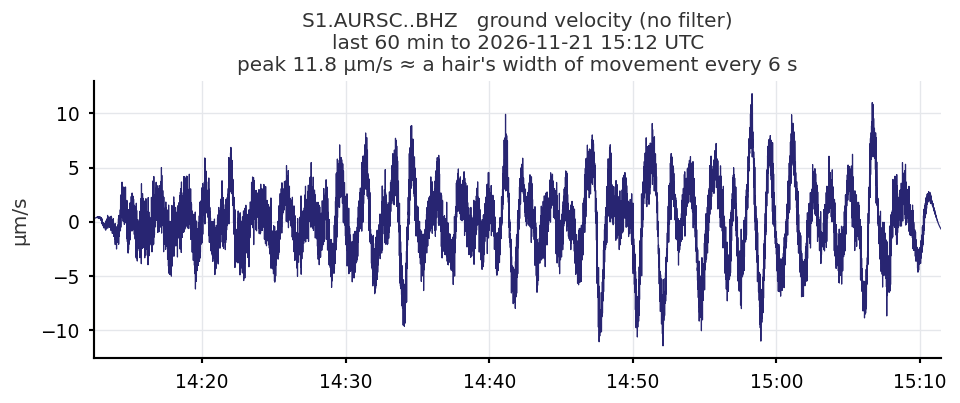 S1.AURSC..BHZ   ground velocity (no filter)
last 60 min to 2026-11-21 15:12 UTC
peak 11.8 µm/s ≈ a hair's width of movement every 6 s
10
5
0
−5
−10
µm/s
14:20
14:30
14:40
14:50
15:00
15:10